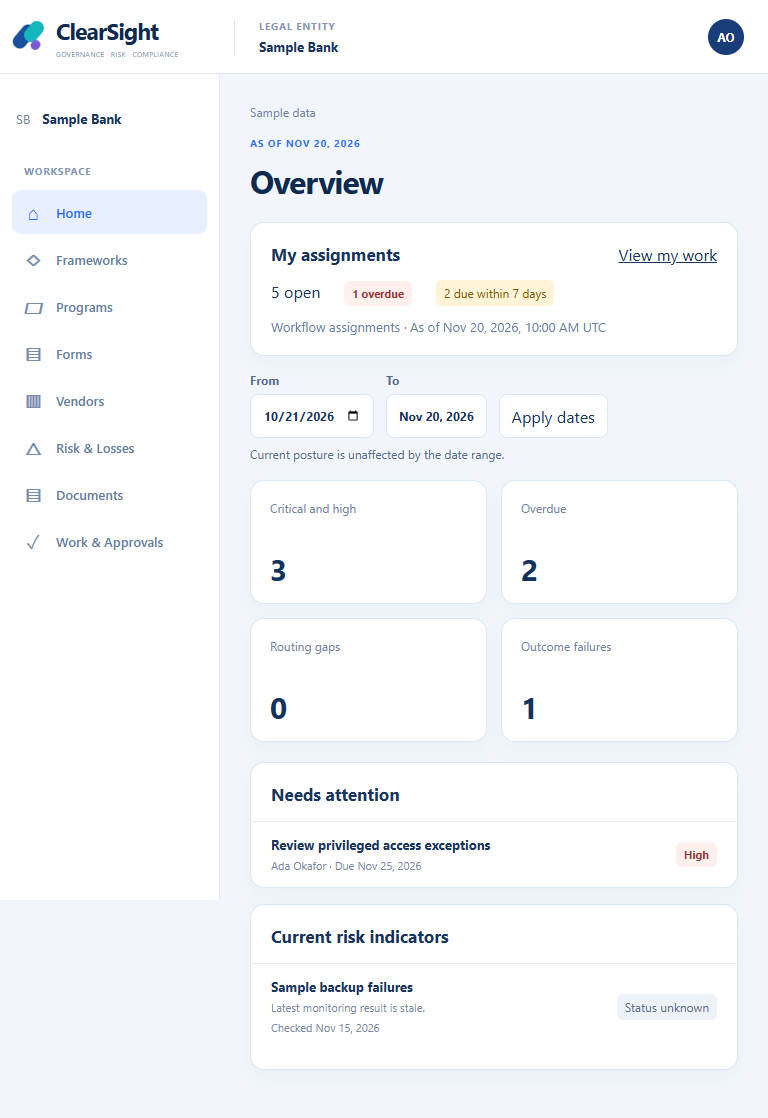 ClearSight
GOVERNANCE · RISK · COMPLIANCE
LEGAL ENTITY
Sample Bank
AO
SB Sample Bank
WORKSPACE
Home
Frameworks
Programs
Forms
Vendors
Risk & Losses
Documents
Work & Approvals
Sample data
AS OF NOV 20, 2026
Overview
My assignments
View my work
5 open
1 overdue
2 due within 7 days
Workflow assignments · As of Nov 20, 2026, 10:00 AM UTC
From
To
10/21/2026
Nov 20, 2026
Apply dates
Current posture is unaffected by the date range.
Critical and high
3
Overdue
2
Routing gaps
0
Outcome failures
1
Needs attention
Review privileged access exceptions
Ada Okafor · Due Nov 25, 2026
High
Current risk indicators
Sample backup failures
Latest monitoring result is stale.
Checked Nov 15, 2026
Status unknown